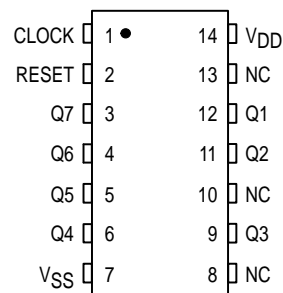 CLOCK 1 14 VDD
RESET 2 13 NC
Q7 3 12 Q1
Q6 4 11 Q2
Q5 5 10 NC
Q4 6 9 Q3
VSS 7 8 NC